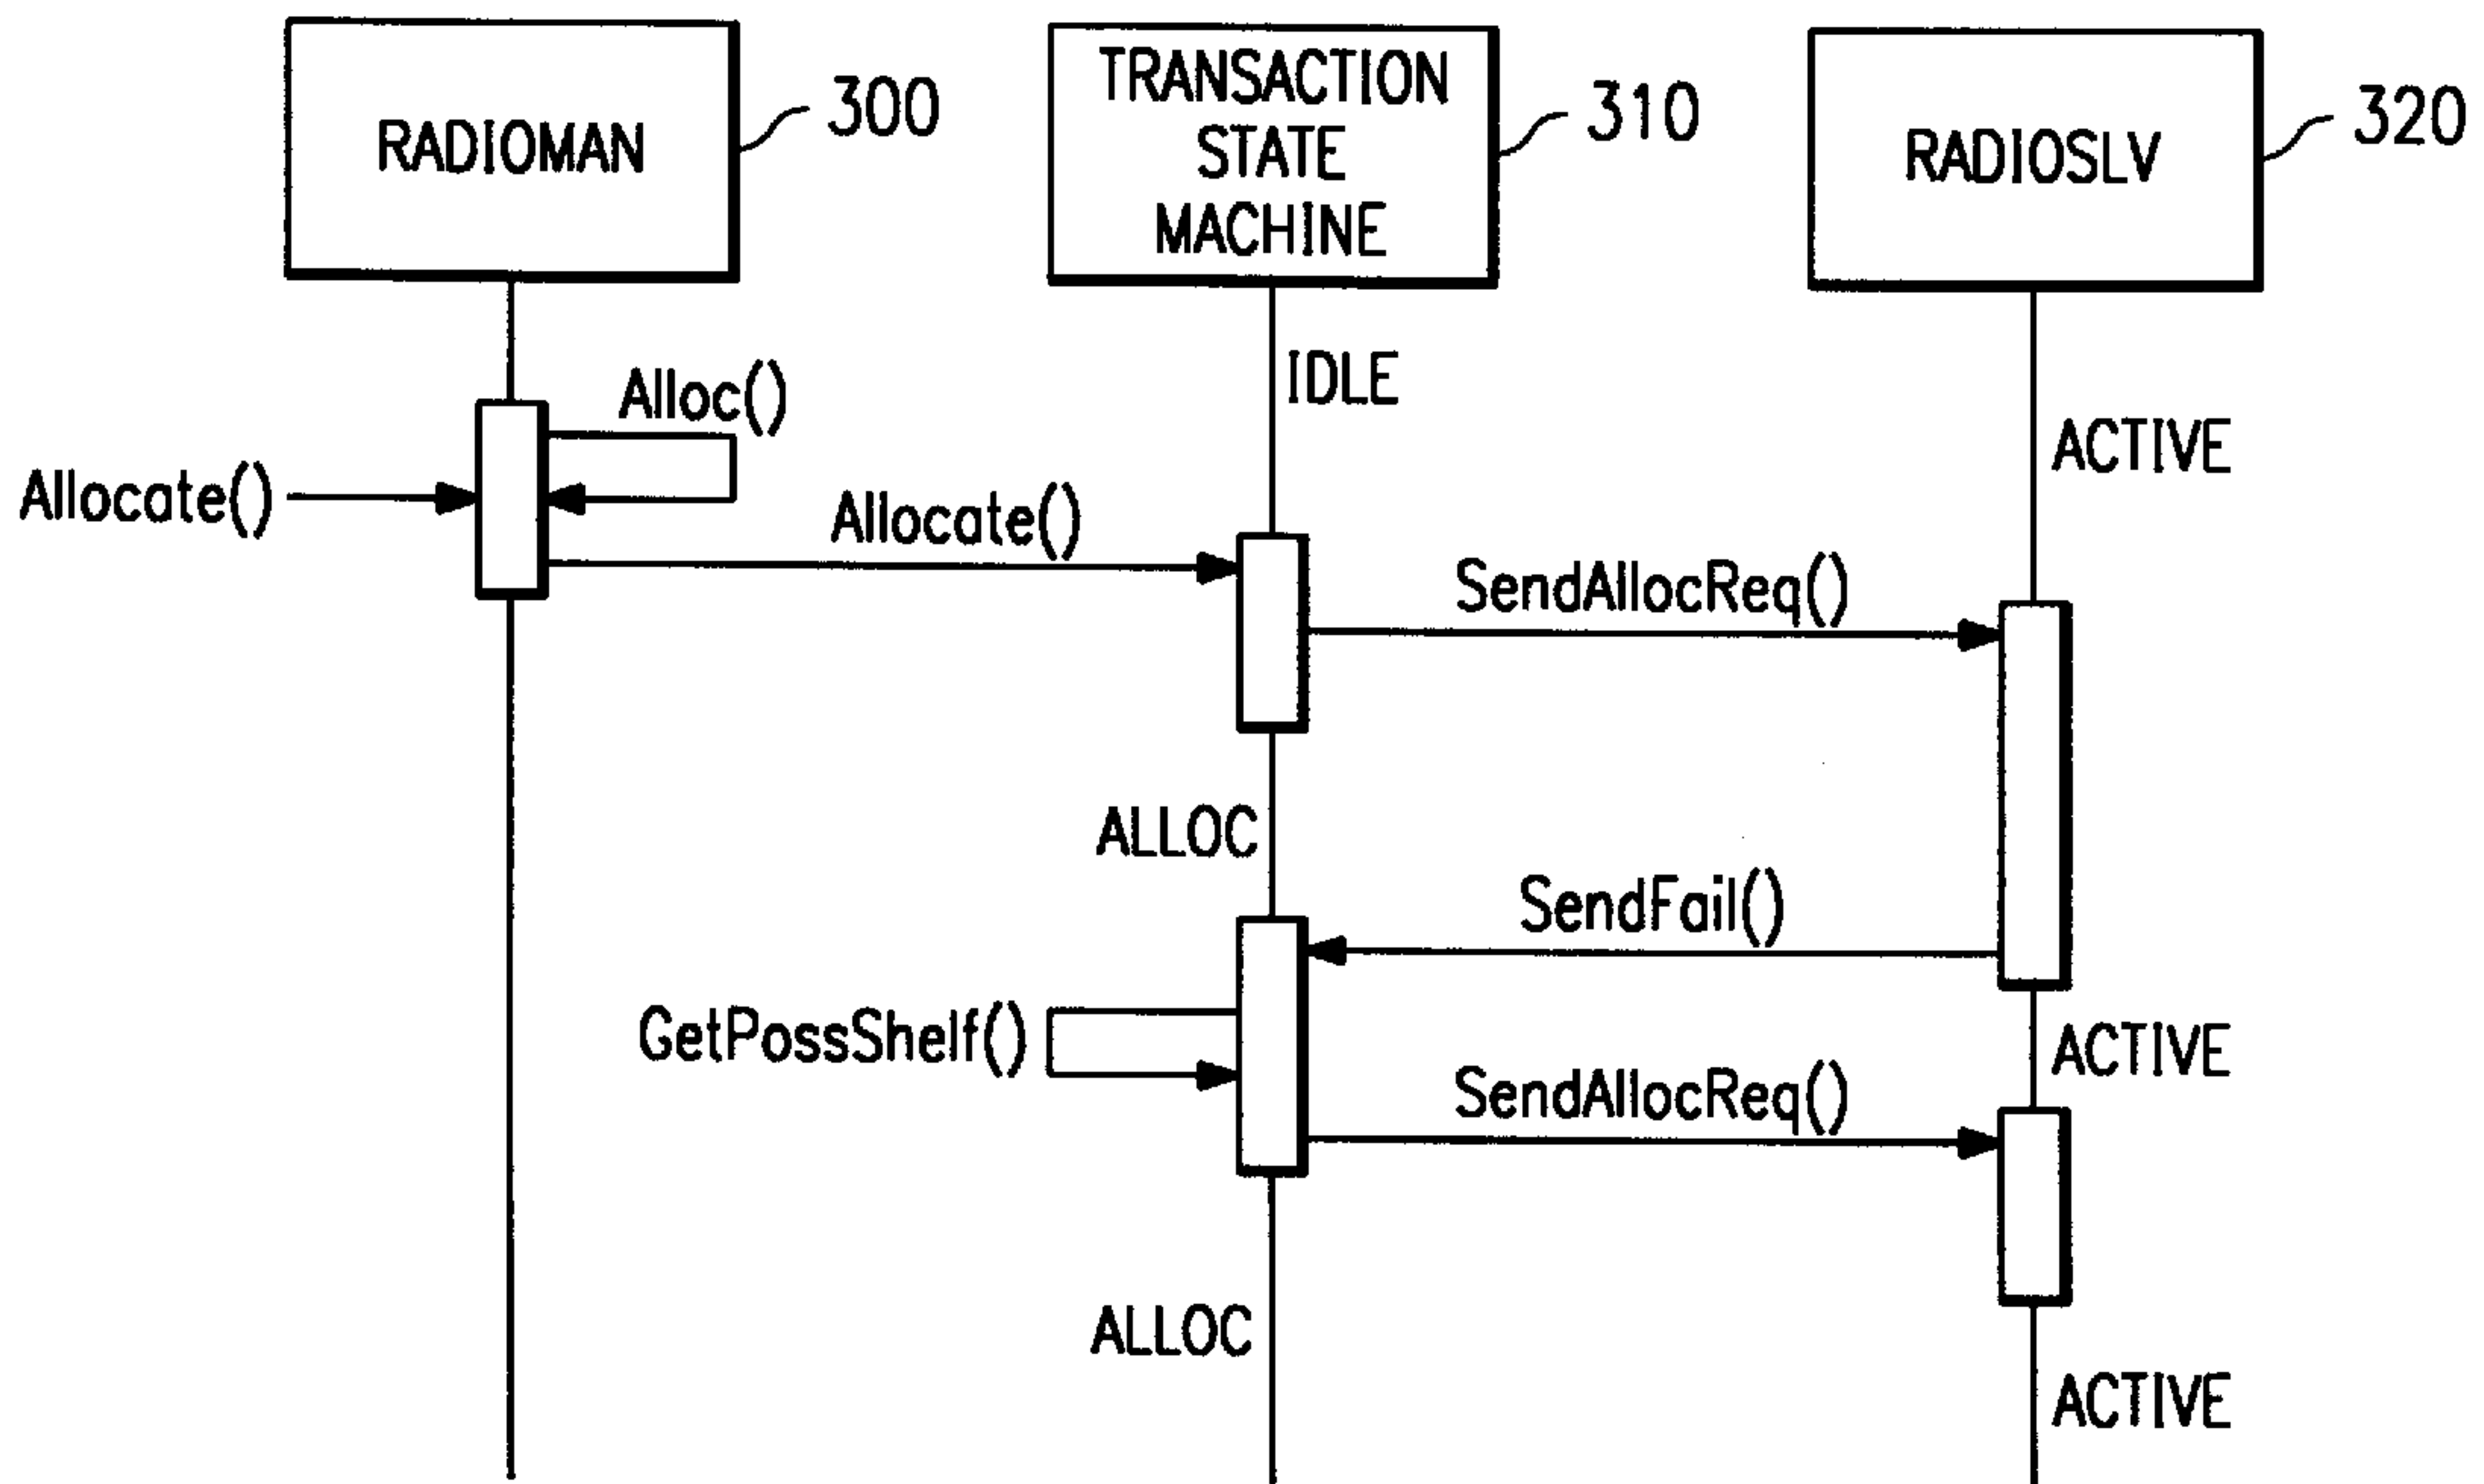 RADIOMAN
300
TRANSACTION
STATE
MACHINE
310
RADIOSLV
320
IDLE
Alloc()
ACTIVE
Allocate()
Allocate()
SendAllocReq()
ALLOC
SendFail()
GetPossShelf()
ACTIVE
SendAllocReq()
ALLOC
ACTIVE